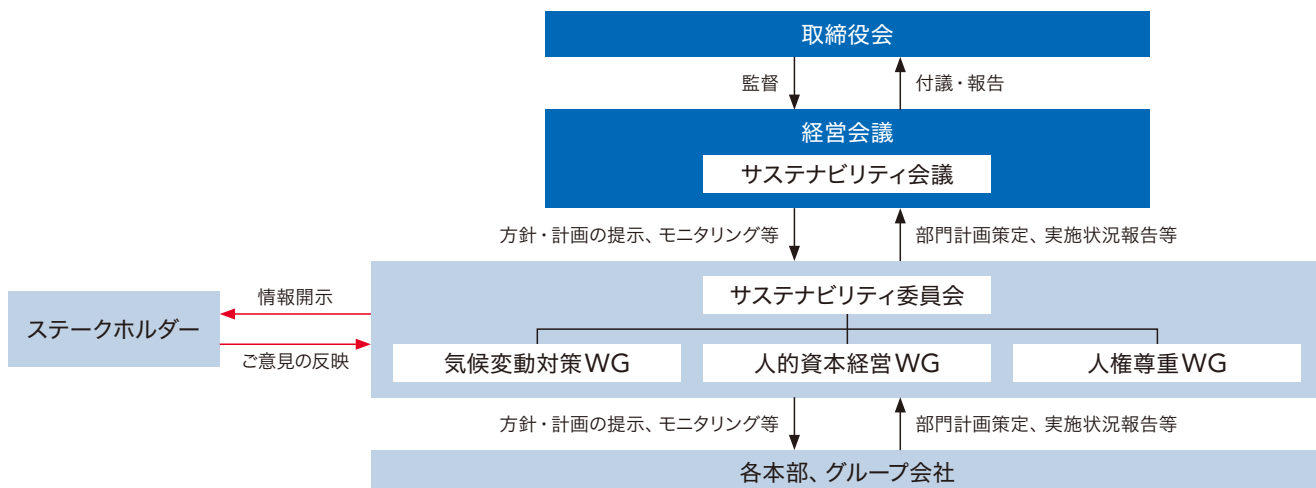 取締役会
監督
付議・報告
経営会議
サステナビリティ会議
方針・計画の提示、モニタリング等
部門計画策定、実施状況報告等
サステナビリティ委員会
情報開示
ステークホルダー
ご意見の反映
気候変動対策WG
人的資本経営WG
人権尊重WG
方針・計画の提示、モニタリング等
部門計画策定、実施状況報告等
各本部、グループ会社